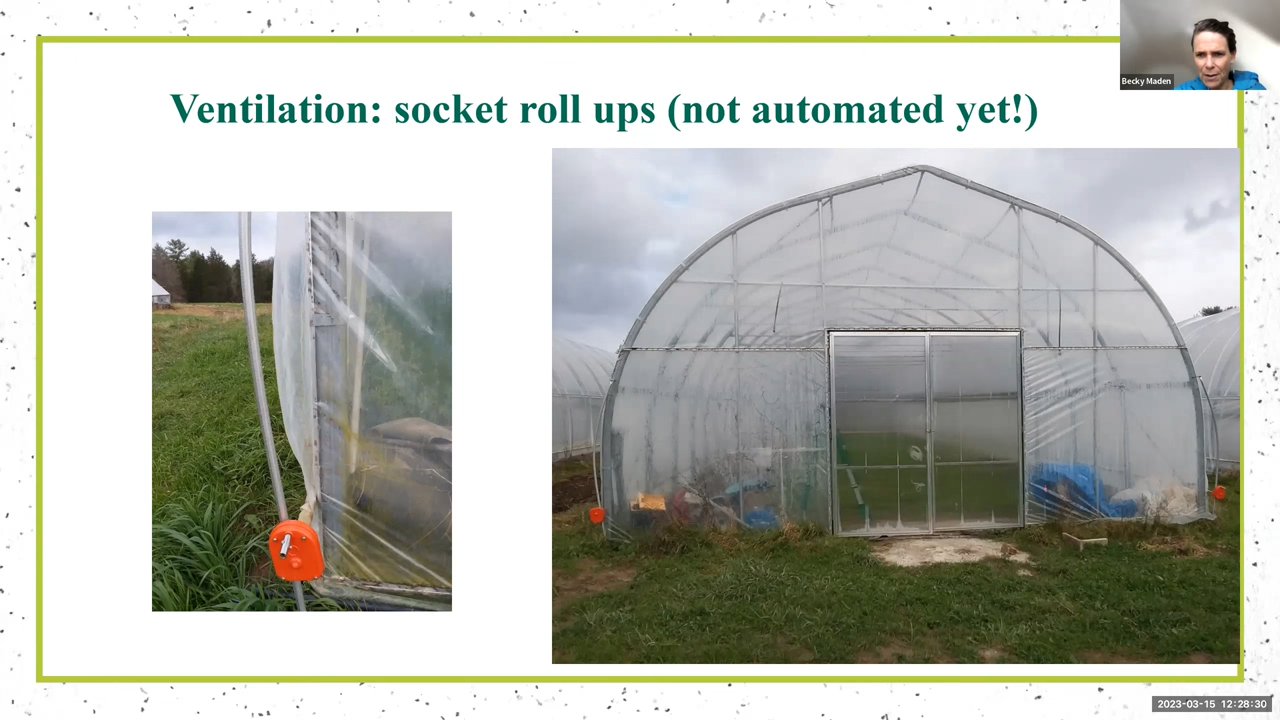 Becky Maden
Ventilation: socket roll ups (not automated yet!)
2023-03-15 12:28:30